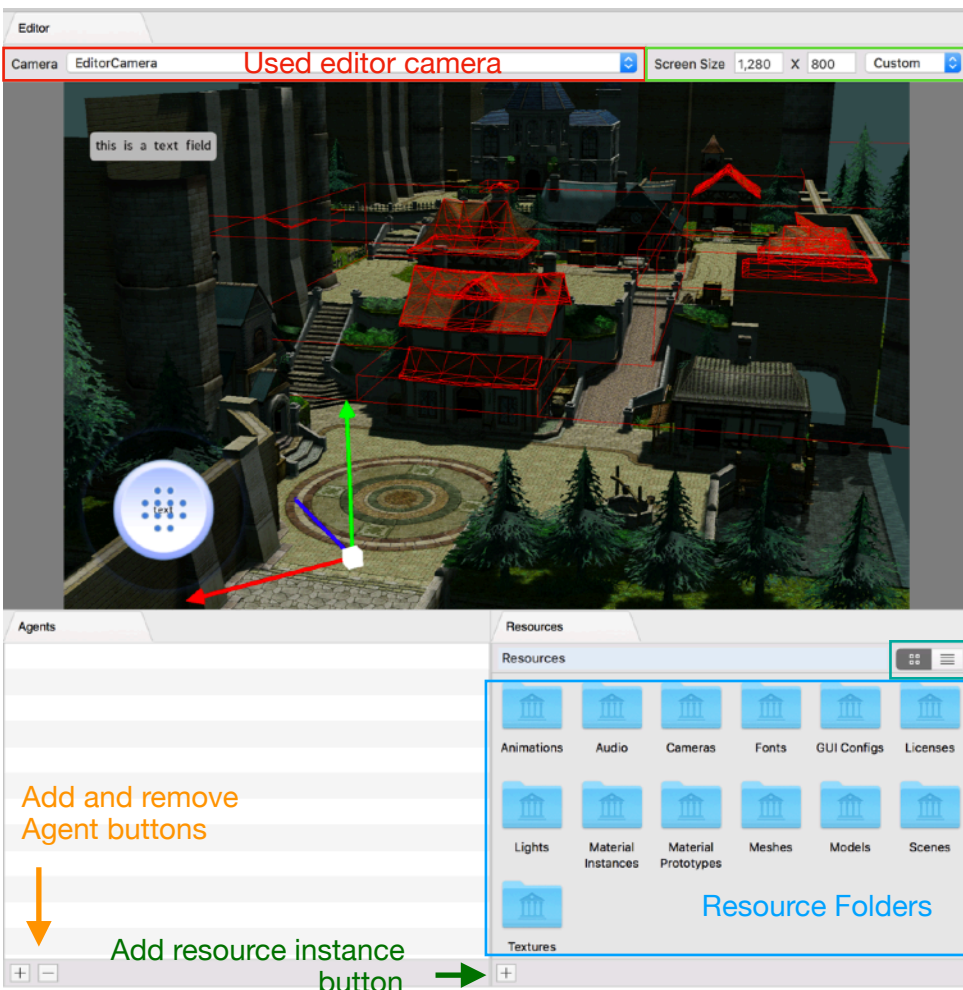 Editor
Camera EditorCamera Used editor camera Screen Size 1,280 X 800 Custom
this is a text field
text
Agents
Resources
Resources
Animations Audio Cameras Fonts GUI Configs Licenses
Add and remove
Agent buttons
Lights Material Instances Material Prototypes Meshes Models Scenes
Resource Folders
Textures
Add resource instance
button